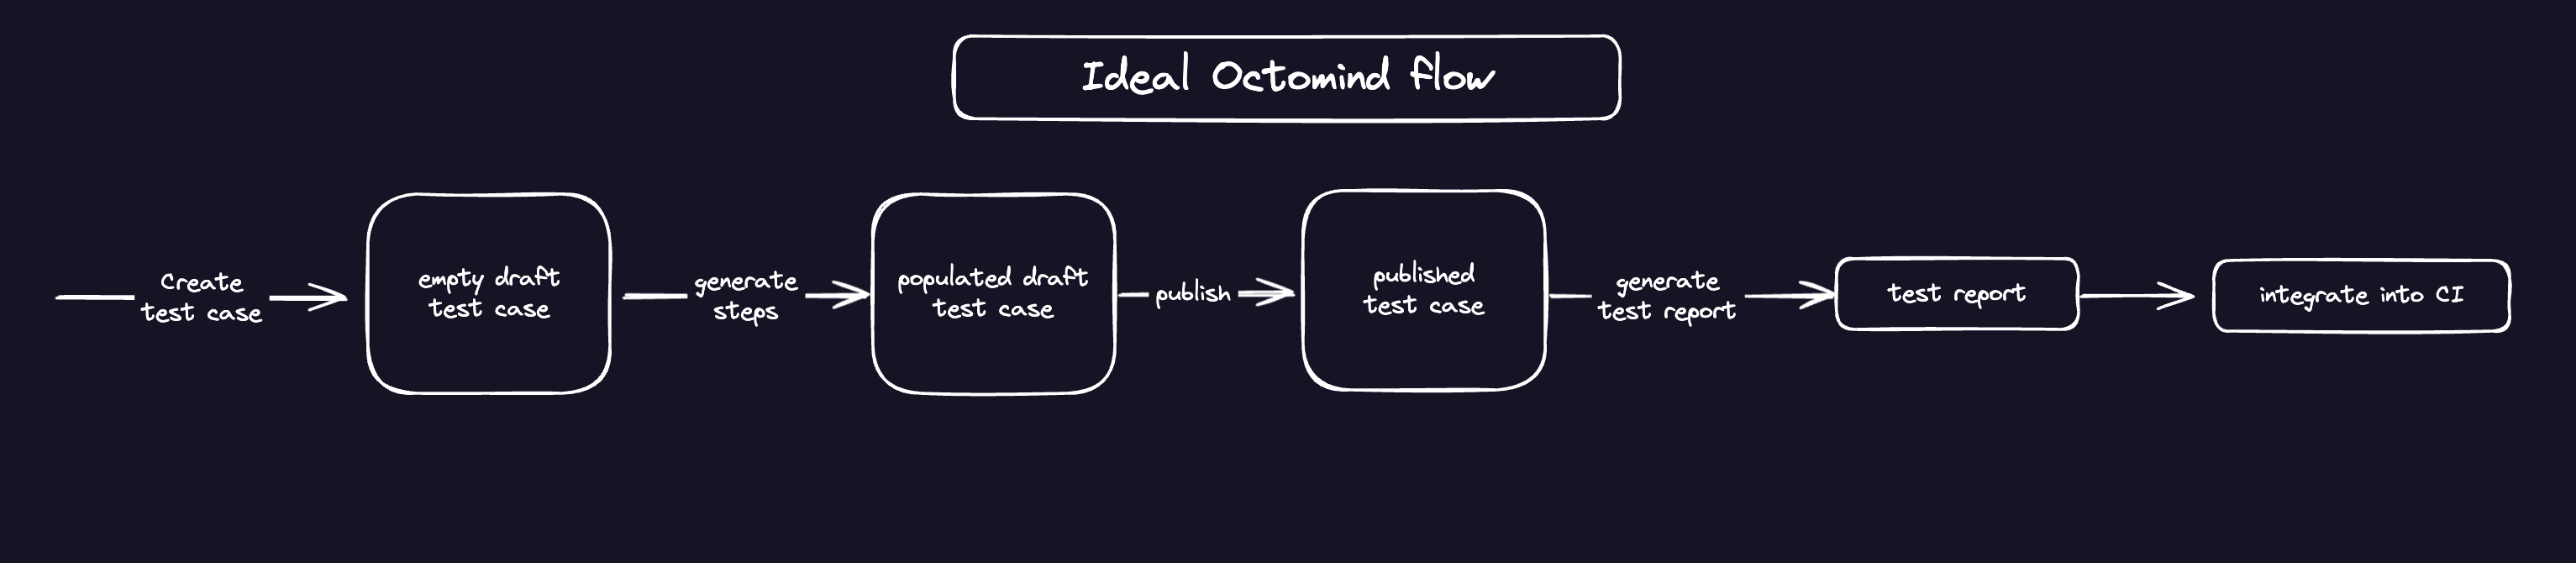 Ideal Octomind flow
Create
test case
empty draft
test case
generate
steps
populated draft
test case
publish
published
test case
generate
test report
test report
integrate into CI